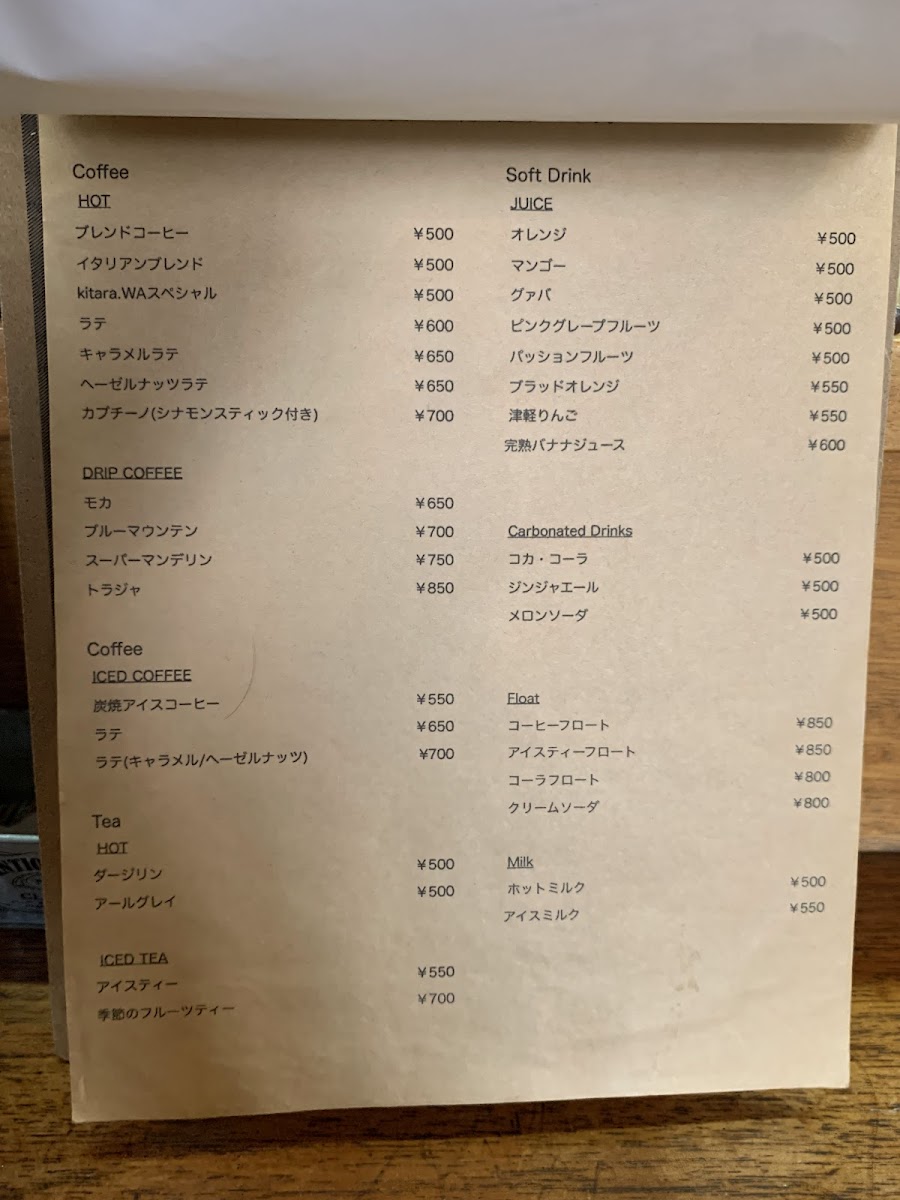 Coffee
HOT
ブレンドコーヒー ¥500
イタリアンブレンド ¥500
kitara.WAスペシャル ¥500
ラテ ¥600
キャラメルラテ ¥650
ヘーゼルナッツラテ ¥650
カプチーノ(シナモンスティック付き) ¥700
DRIP COFFEE
モカ ¥650
ブルーマウンテン ¥700
スーパーマンデリン ¥750
トラジャ ¥850
Coffee
ICED COFFEE
炭焼アイスコーヒー ¥550
ラテ ¥650
ラテ(キャラメル/ヘーゼルナッツ) ¥700
Tea
HOT
ダージリン ¥500
アールグレイ ¥500
ICED TEA
アイスティー ¥550
季節のフルーツティー ¥700
Soft Drink
JUICE
オレンジ ¥500
マンゴー ¥500
グァバ ¥500
ピンクグレープフルーツ ¥500
パッションフルーツ ¥500
ブラッドオレンジ ¥550
津軽りんご ¥550
完熟バナナジュース ¥600
Carbonated Drinks
コカ・コーラ ¥500
ジンジャエール ¥500
メロンソーダ ¥500
Float
コーヒーフロート ¥850
アイスティーフロート ¥850
コーラフロート ¥800
クリームソーダ ¥800
Milk
ホットミルク ¥500
アイスミルク ¥550